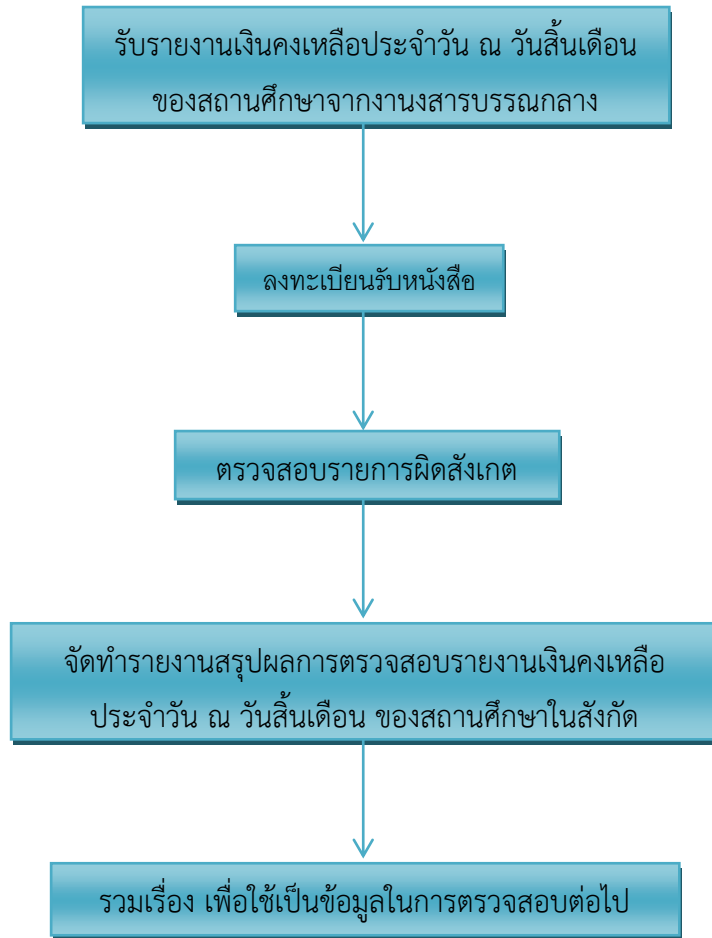 รับรายงานเงินคงเหลือประจำวัน ณ วันสิ้นเดือน
ของสถานศึกษาจากงานงสารบรรณกลาง
ลงทะเบียนรับหนังสือ
ตรวจสอบรายการผิดสังเกต
จัดทำรายงานสรุปผลการตรวจสอบรายงานเงินคงเหลือ
ประจำวัน ณ วันสิ้นเดือน ของสถานศึกษาในสังกัด
รวมเรื่อง เพื่อใช้เป็นข้อมูลในการตรวจสอบต่อไป